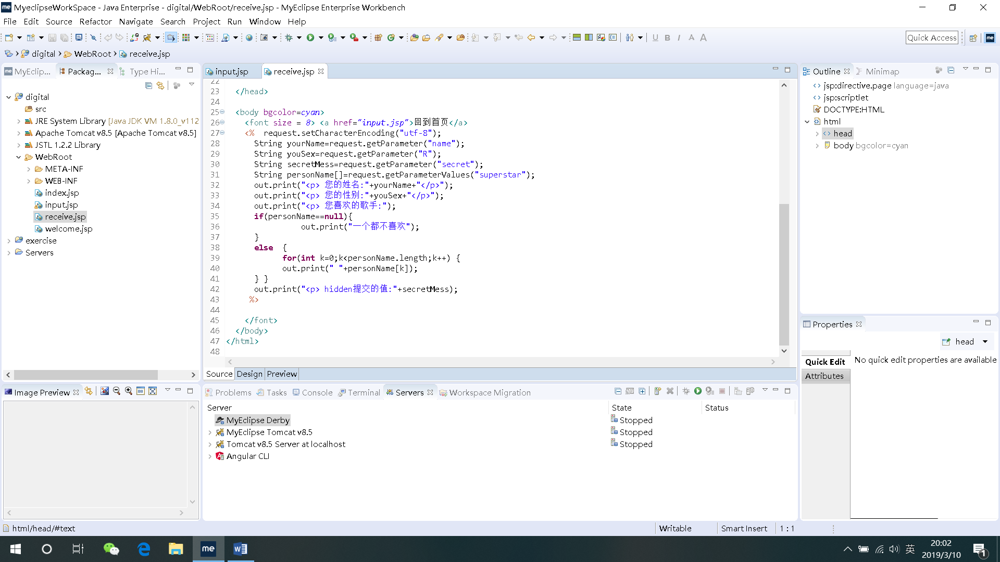 MyeclipseWorkSpace - Java Enterprise - digital/WebRoot/receive.jsp - MyEclipse Enterprise Workbench
File Edit Source Refactor Navigate Search Project Run Window Help
Quick Access
digital WebRoot receive.jsp
MyEclip... Packag... Type Hi...
digital
src
JRE System Library [Java JDK VM 1.8.0_v112
Apache Tomcat v8.5 [Apache Tomcat v8.5]
JSTL 1.2.2 Library
WebRoot
META-INF
WEB-INF
index.jsp
input.jsp
receive.jsp
welcome.jsp
exercise
Servers
input.jsp receive.jsp
22
23 </head>
24
25 <body bgcolor=cyan>
26 <font size = 8> <a href="input.jsp">回到首页</a>
27 <% request.setCharacterEncoding("utf-8");
28 String yourName=request.getParameter("name");
29 String youSex=request.getParameter("R");
30 String secretMess=request.getParameter("secret");
31 String personName[]=request.getParameterValues("superstar");
32 out.print("<p> 您的姓名:"+yourName+"</p>");
33 out.print("<p> 您的性别:"+youSex+"</p>");
34 out.print("<p> 您喜欢的歌手:");
35 if(personName==null){
36 out.print("一个都不喜欢");
37 }
38 else {
39 for(int k=0;k<personName.length;k++) {
40 out.print(" "+personName[k]);
41 } }
42 out.print("<p> hidden提交的值:"+secretMess);
43 %>
44
45 </font>
46 </body>
47 </html>
48
Source Design Preview
Outline Minimap
jsp:directive.page language=java
jsp:scriptlet
DOCTYPE:HTML
html
head
body bgcolor=cyan
Properties
head
Quick Edit
Attributes
No quick edit properties are available
Image Preview
Problems Tasks Console Terminal Servers Workspace Migration
Server State Status
MyEclipse Derby Stopped
MyEclipse Tomcat v8.5 Stopped
Tomcat v8.5 Server at localhost Stopped
Angular CLI
html/head/#text Writable Smart Insert 1 : 1
me
英
20:02
2019/3/10
1